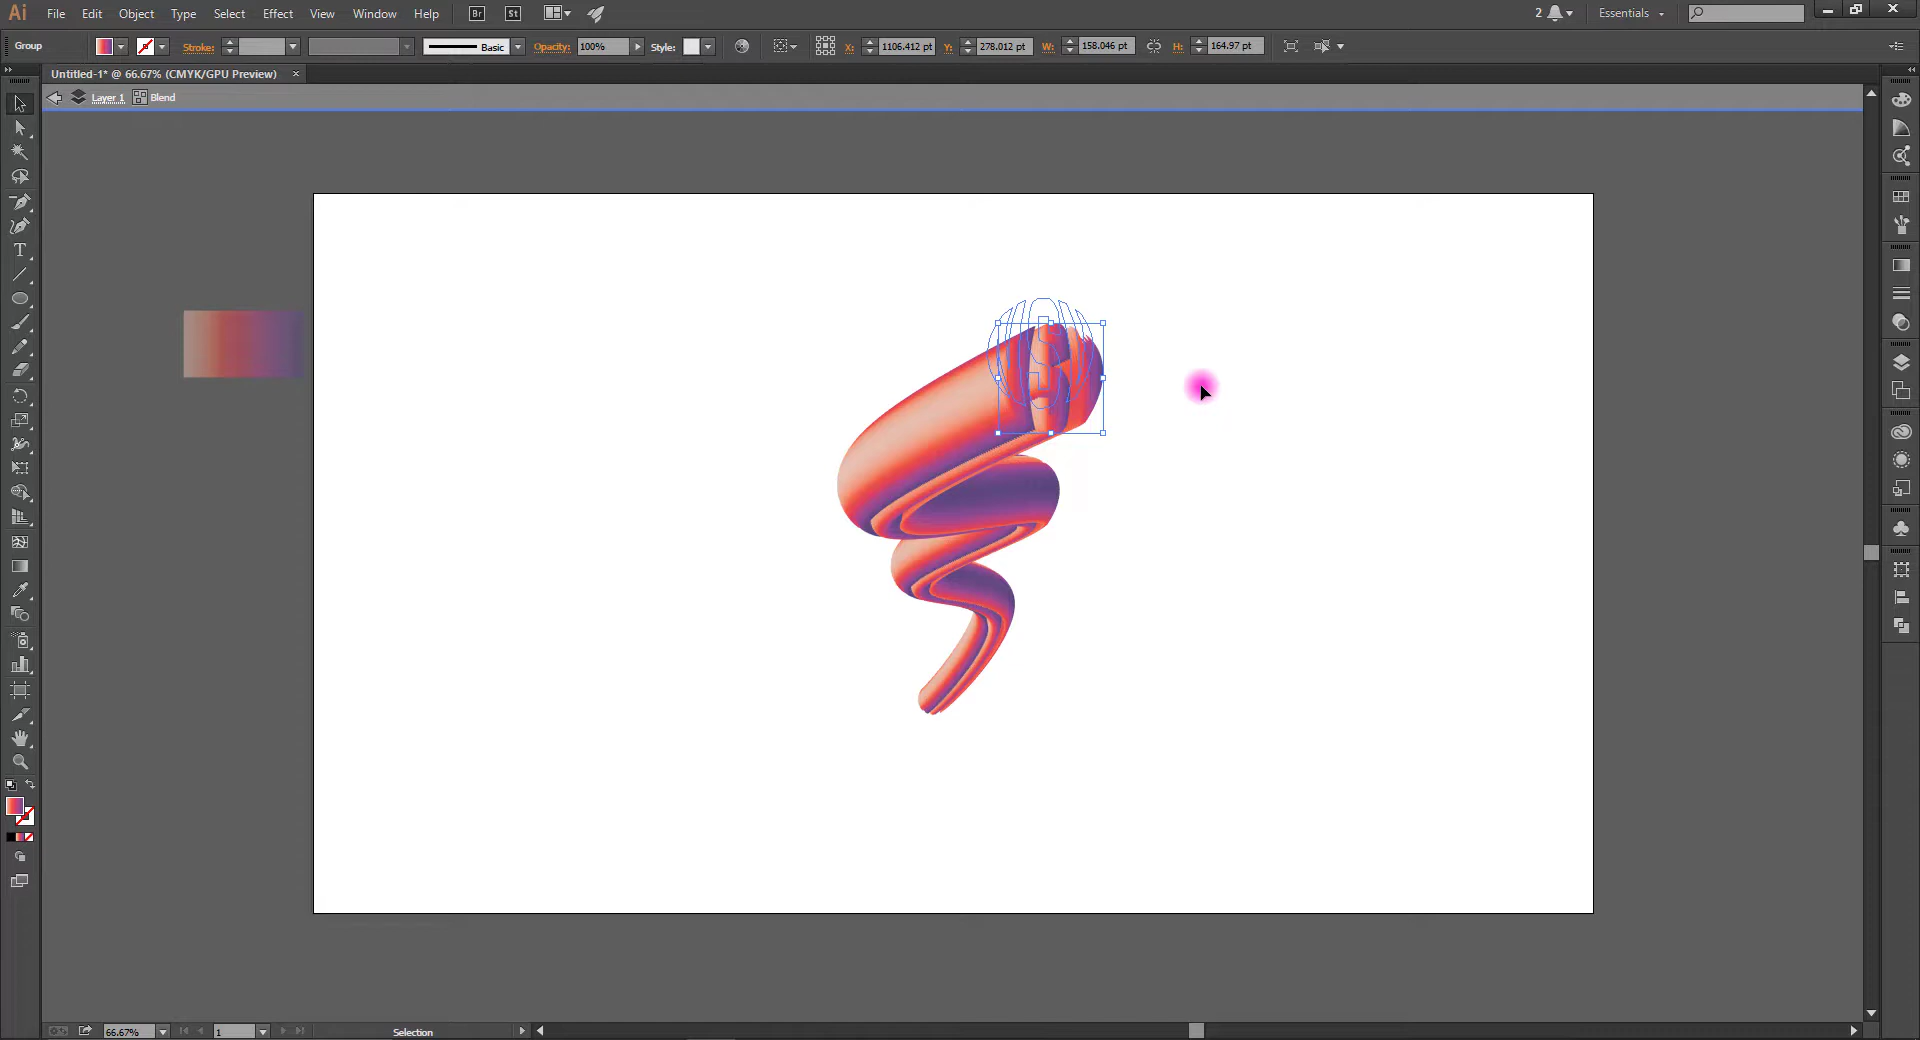 Ai File Edit Object Type Select Effect View Window Help Br St 2 Essentials
Group Stroke: Basic Opacity: 100% Style: X: 1106.412 pt Y: 278.012 pt W: 158.046 pt H: 164.97 pt
Untitled-1* @ 66.67% (CMYK/GPU Preview) ×
Layer 1 Blend
T
66.67% 1 Selection